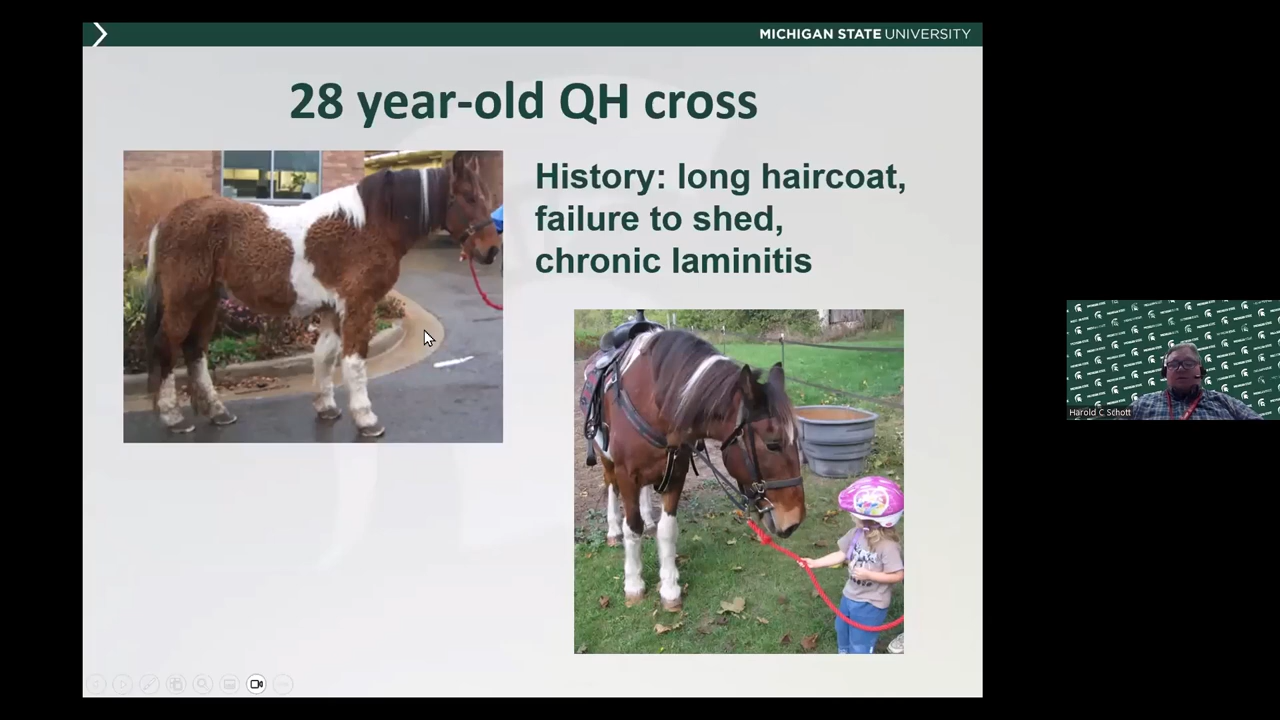 MICHIGAN STATE UNIVERSITY
28 year-old QH cross
History: long haircoat,
failure to shed,
chronic laminitis
Harold C Schott